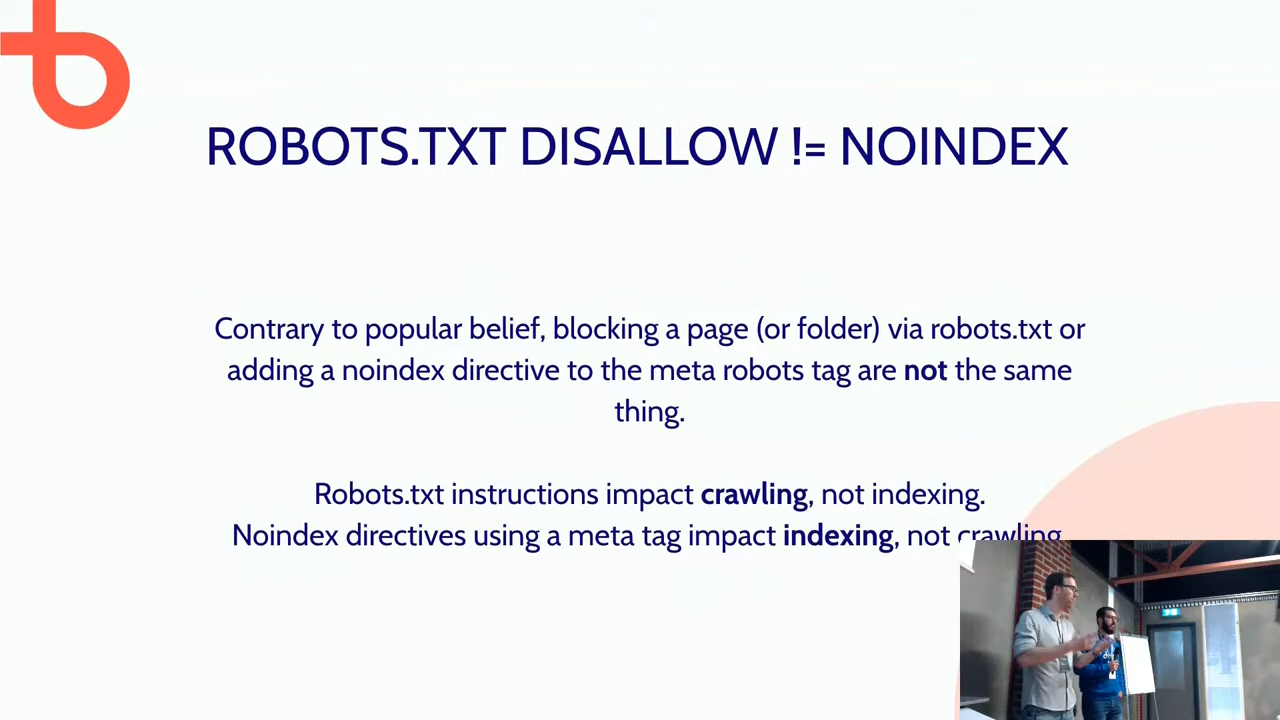 ROBOTS.TXT DISALLOW != NOINDEX
Contrary to popular belief, blocking a page (or folder) via robots.txt or
adding a noindex directive to the meta robots tag are not the same
thing.
Robots.txt instructions impact crawling, not indexing.
Noindex directives using a meta tag impact indexing, not crawling